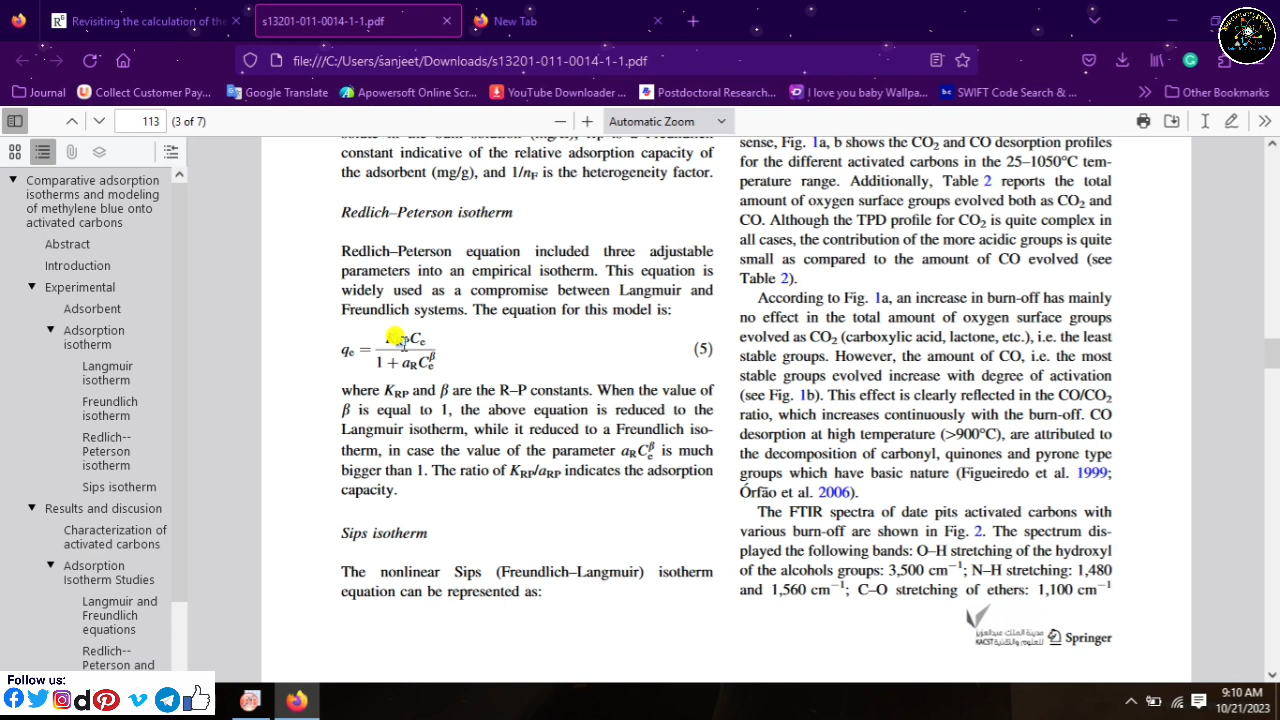 Revisiting the calculation of the
s13201-011-0014-1-1.pdf
New Tab
file:///C:/Users/sanjeet/Downloads/s13201-011-0014-1-1.pdf
Journal
Collect Customer Pay...
Google Translate
Apowersoft Online Scr...
YouTube Downloader ...
Postdoctoral Research...
I love you baby Wallpa...
SWIFT Code Search &...
Other Bookmarks
113
(3 of 7)
Automatic Zoom
Comparative adsorption
isotherms and modeling
of methylene blue onto
activated carbons
Abstract
Introduction
Experimental
Adsorbent
Adsorption
isotherm
Langmuir
isotherm
Freundlich
isotherm
Redlich--
Peterson
isotherm
Sips isotherm
Results and discussion
Characterization of
activated carbons
Adsorption
Isotherm Studies
Langmuir and
Freundlich
equations
Redlich--
Peterson and
constant indicative of the relative adsorption capacity of
the adsorbent (mg/g), and 1/nF is the heterogeneity factor.
Redlich–Peterson isotherm
Redlich–Peterson equation included three adjustable
parameters into an empirical isotherm. This equation is
widely used as a compromise between Langmuir and
Freundlich systems. The equation for this model is:
qe = KRPCe / 1 + aRCe^β (5)
where KRP and β are the R–P constants. When the value of
β is equal to 1, the above equation is reduced to the
Langmuir isotherm, while it reduced to a Freundlich iso-
therm, in case the value of the parameter aRCe^β is much
bigger than 1. The ratio of KRP/aRP indicates the adsorption
capacity.
Sips isotherm
The nonlinear Sips (Freundlich–Langmuir) isotherm
equation can be represented as:
sense, Fig. 1a, b shows the CO2 and CO desorption profiles
for the different activated carbons in the 25–1050°C tem-
perature range. Additionally, Table 2 reports the total
amount of oxygen surface groups evolved both as CO2 and
CO. Although the TPD profile for CO2 is quite complex in
all cases, the contribution of the more acidic groups is quite
small as compared to the amount of CO evolved (see
Table 2).
According to Fig. 1a, an increase in burn-off has mainly
no effect in the total amount of oxygen surface groups
evolved as CO2 (carboxylic acid, lactone, etc.), i.e. the least
stable groups. However, the amount of CO, i.e. the most
stable groups evolved increase with degree of activation
(see Fig. 1b). This effect is clearly reflected in the CO/CO2
ratio, which increases continuously with the burn-off. CO
desorption at high temperature (>900°C), are attributed to
the decomposition of carbonyl, quinones and pyrone type
groups which have basic nature (Figueiredo et al. 1999;
Órfão et al. 2006).
The FTIR spectra of date pits activated carbons with
various burn-off are shown in Fig. 2. The spectrum dis-
played the following bands: O–H stretching of the hydroxyl
of the alcohols groups: 3,500 cm−1; N–H stretching: 1,480
and 1,560 cm−1; C–O stretching of ethers: 1,100 cm−1
مدينة الملك عبدالعزيز
للعلوم والتقنية KACST
Springer
Follow us:
9:10 AM
10/21/2023